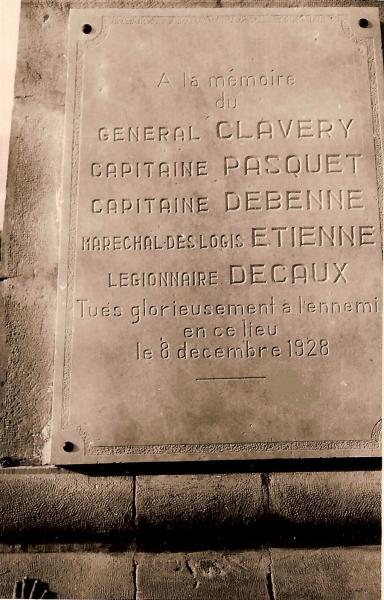 A la mémoire
du
GENERAL CLAVERY
CAPITAINE PASQUET
CAPITAINE DEBENNE
MARECHAL-DES-LOGIS ETIENNE
LEGIONNAIRE DECAUX
Tués glorieusement à l'ennemi
en ce lieu
le 8 décembre 1928